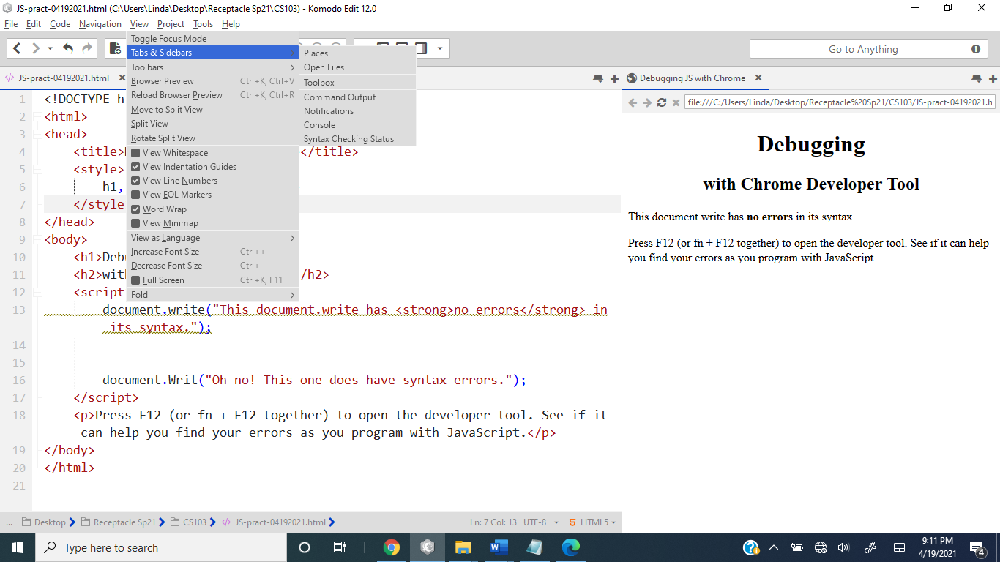 JS-pract-04192021.html (C:\Users\Linda\Desktop\Receptacle Sp21\CS103) - Komodo Edit 12.0
File Edit Code Navigation View Project Tools Help
Go to Anything
Toggle Focus Mode
Tabs & Sidebars
Toolbars
Browser Preview Ctrl+K, Ctrl+V
Reload Browser Preview Ctrl+K, Ctrl+R
Move to Split View
Split View
Rotate Split View
View Whitespace
View Indentation Guides
View Line Numbers
View EOL Markers
Word Wrap
View Minimap
View as Language
Increase Font Size Ctrl++
Decrease Font Size Ctrl+-
Full Screen Ctrl+K, F11
Fold
Places
Open Files
Toolbox
Command Output
Notifications
Console
Syntax Checking Status
JS-pract-04192021.html
1 <!DOCTYPE
2 <html>
3 <head>
4 <title> </title>
5 <style>
6 h1,
7 </style
8 </head>
9 <body>
10 <h1>Deb
11 <h2>wit /h2>
12 <script
13 document.write("This document.write has <strong>no errors</strong> in
its syntax.");
14
15
16 document.Writ("Oh no! This one does have syntax errors.");
17 </script>
18 <p>Press F12 (or fn + F12 together) to open the developer tool. See if it
can help you find your errors as you program with JavaScript.</p>
19 </body>
20 </html>
21
... Desktop Receptacle Sp21 CS103 JS-pract-04192021.html Ln: 7 Col: 13 UTF-8 HTML5
Debugging JS with Chrome
file:///C:/Users/Linda/Desktop/Receptacle%20Sp21/CS103/JS-pract-04192021.h
Debugging
with Chrome Developer Tool
This document.write has no errors in its syntax.
Press F12 (or fn + F12 together) to open the developer tool. See if it can help
you find your errors as you program with JavaScript.
Type here to search
9:11 PM
4/19/2021
4